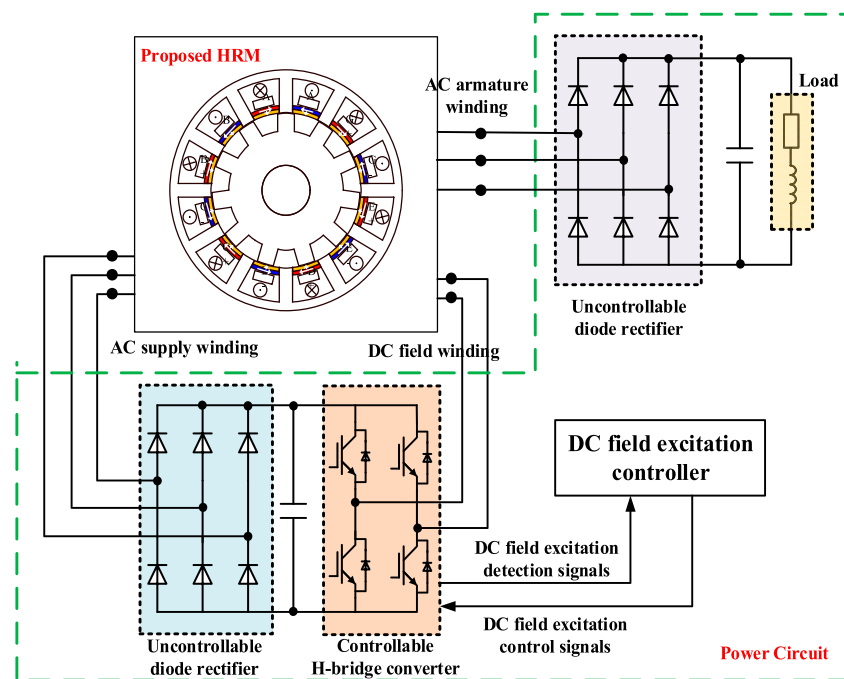 Proposed HRM
AC armature
winding
Load
Uncontrollable
diode rectifier
AC supply winding
DC field winding
DC field excitation
controller
DC field excitation
detection signals
DC field excitation
control signals
Uncontrollable
diode rectifier
Controllable
H-bridge converter
Power Circuit